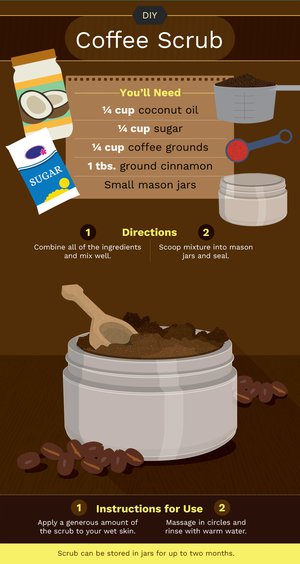 DIY
Coffee Scrub
You'll Need
¼ cup coconut oil
¼ cup sugar
¼ cup coffee grounds
1 tbs. ground cinnamon
Small mason jars
SUGAR
Directions
1
Combine all of the ingredients
and mix well.
2
Scoop mixture into mason
jars and seal.
Instructions for Use
1
Apply a generous amount of
the scrub to your wet skin.
2
Massage in circles and
rinse with warm water.
Scrub can be stored in jars for up to two months.